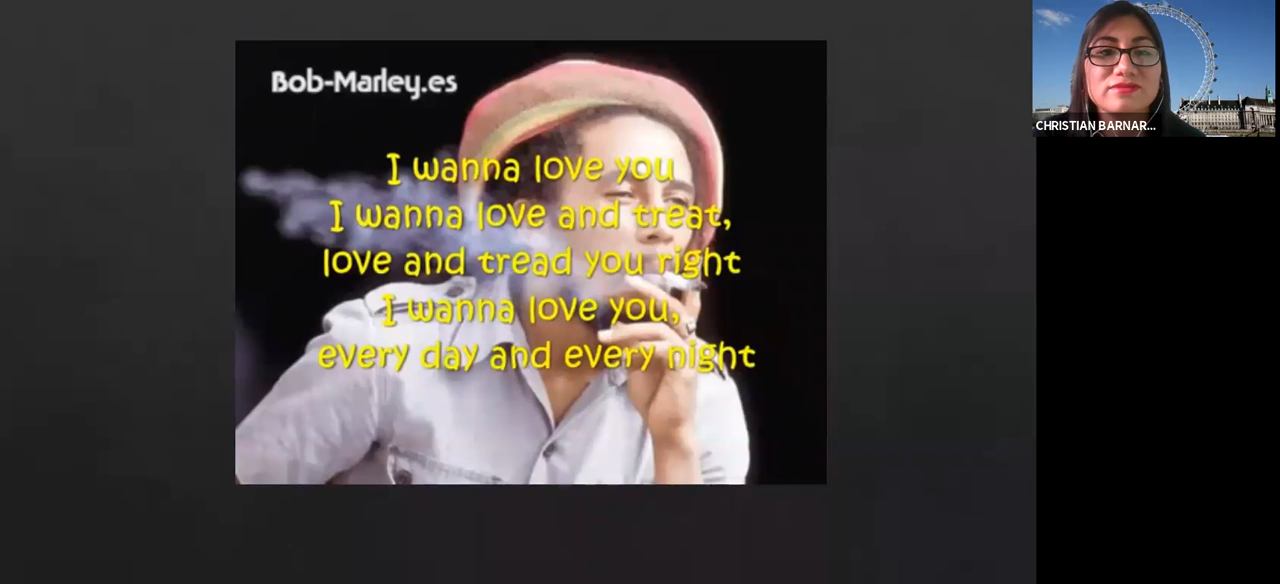 Bob-Marley.es
I wanna love you
I wanna love and treat,
love and tread you right
I wanna love you,
every day and every night
CHRISTIAN BARNAR...